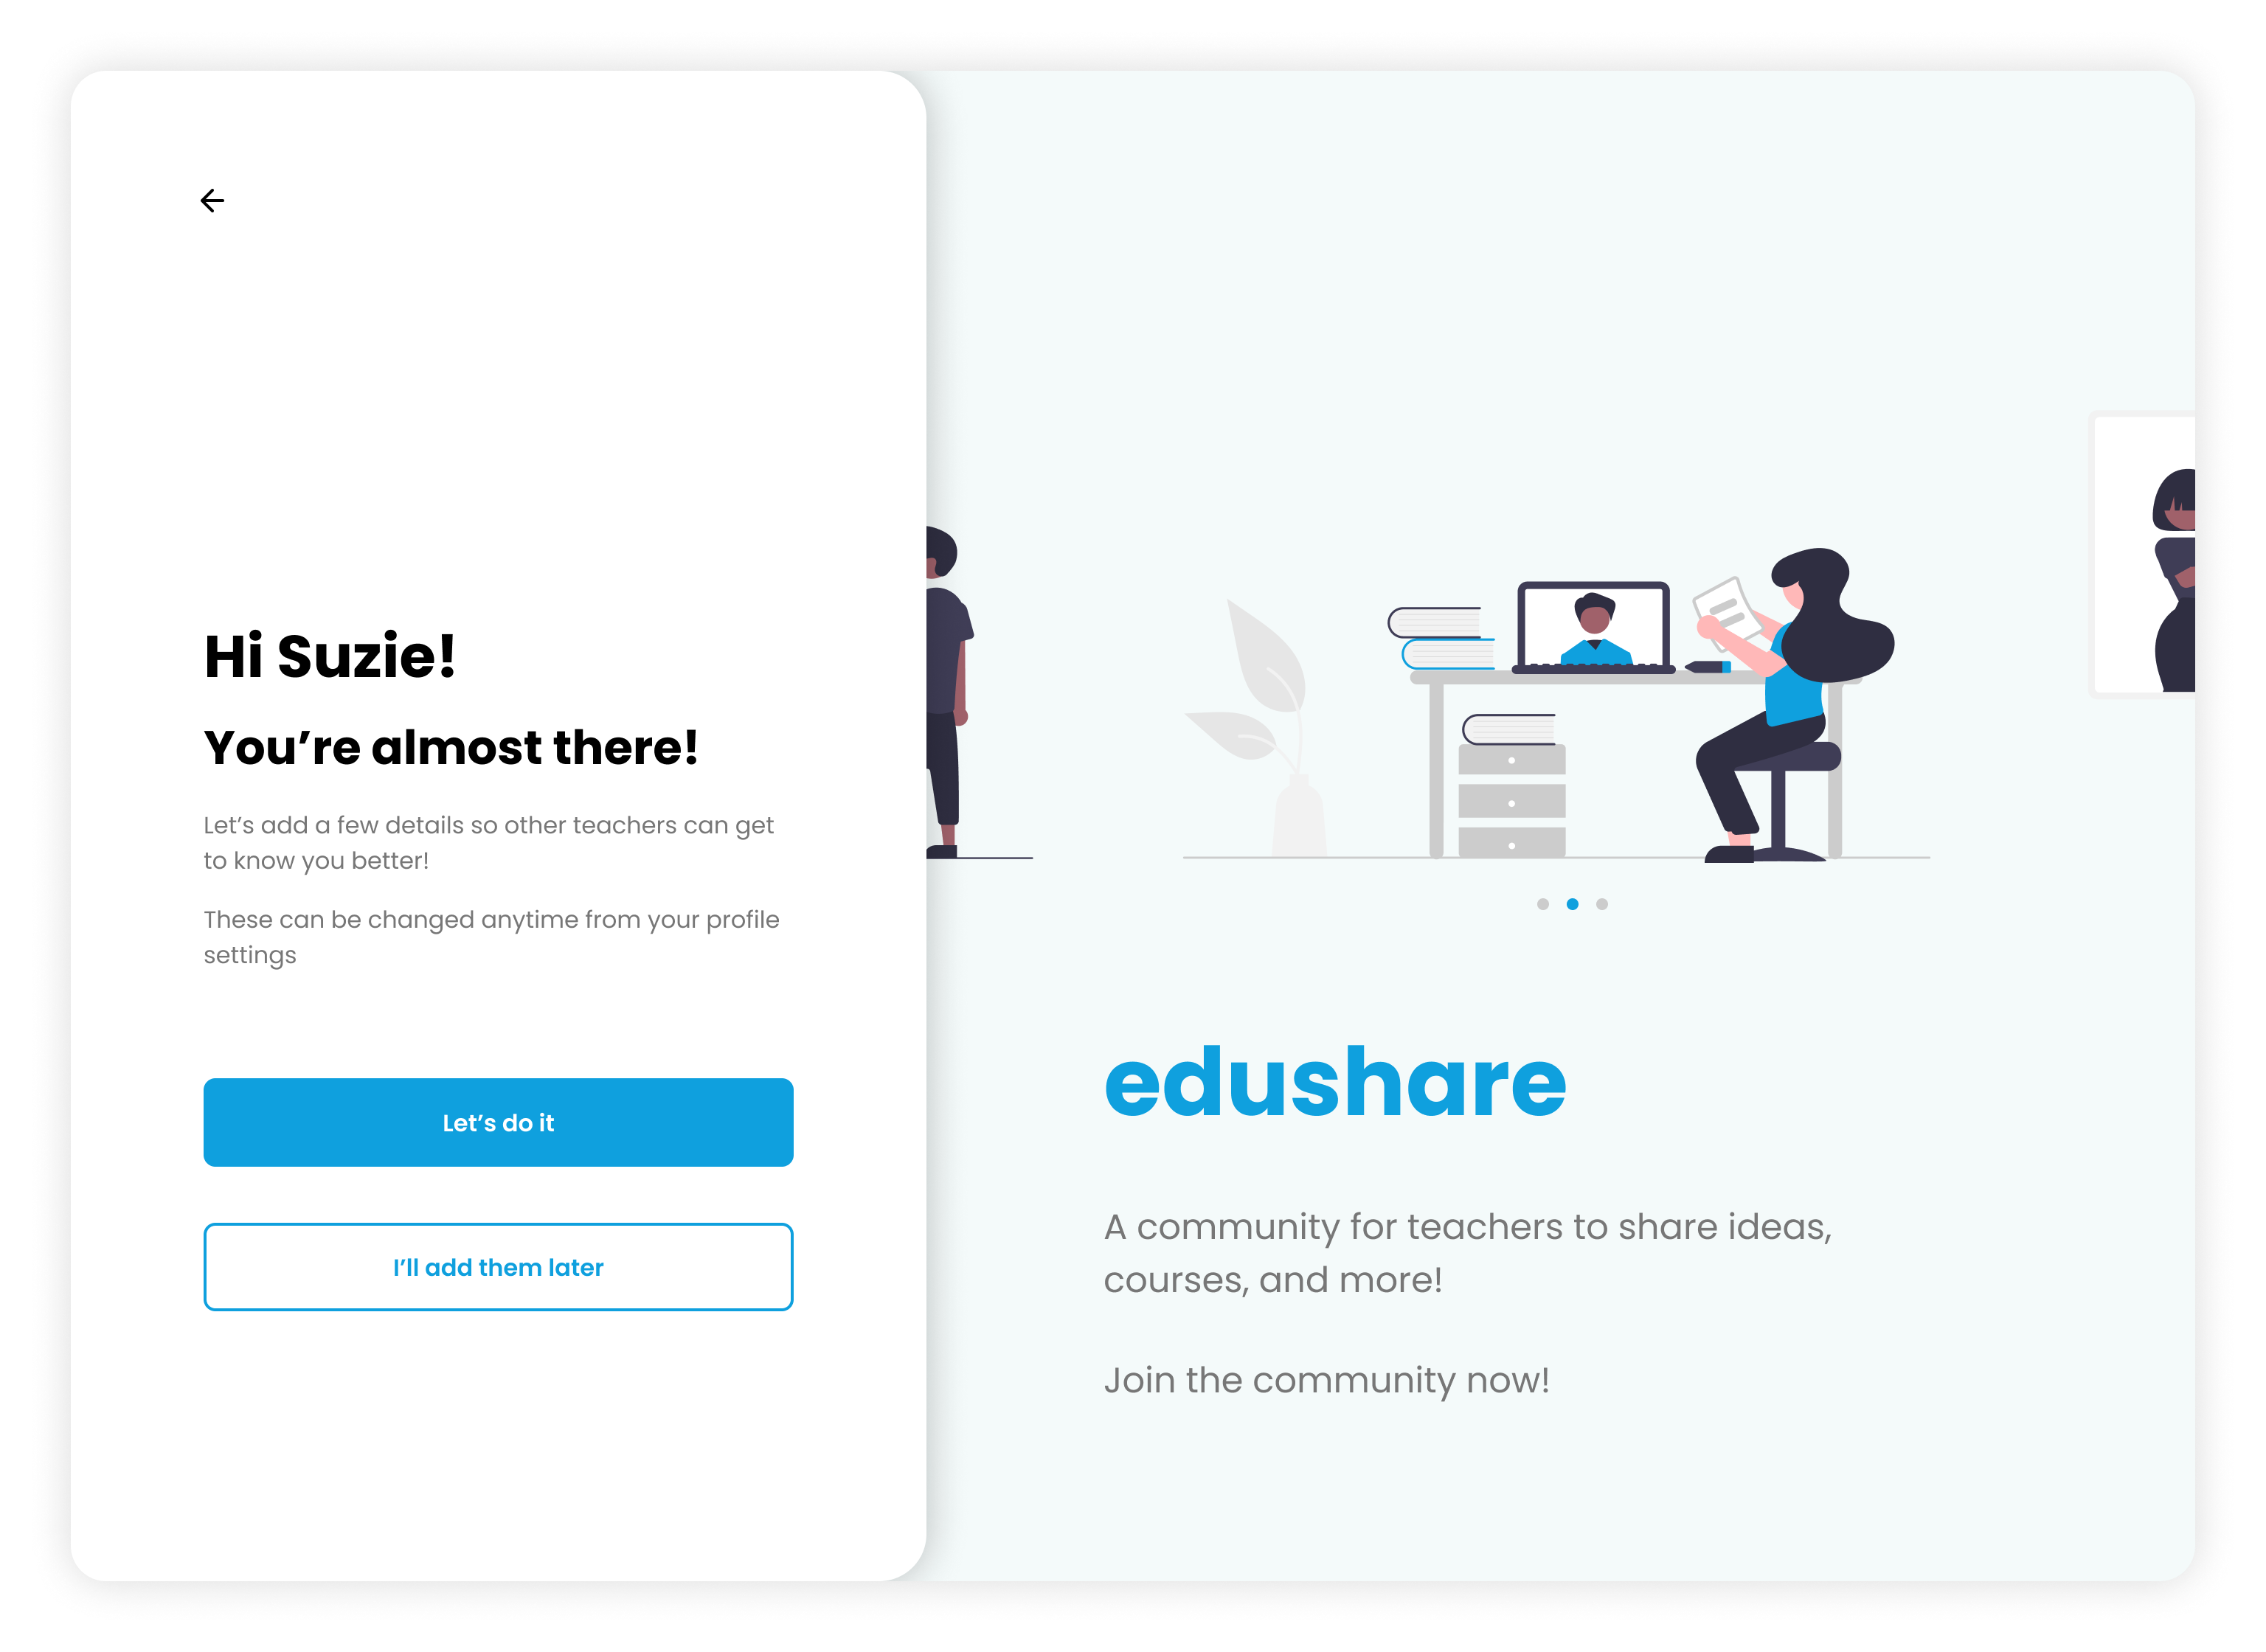 Hi Suzie!
You’re almost there!
Let’s add a few details so other teachers can get
to know you better!
These can be changed anytime from your profile
settings
Let’s do it
I’ll add them later
edushare
A community for teachers to share ideas,
courses, and more!
Join the community now!